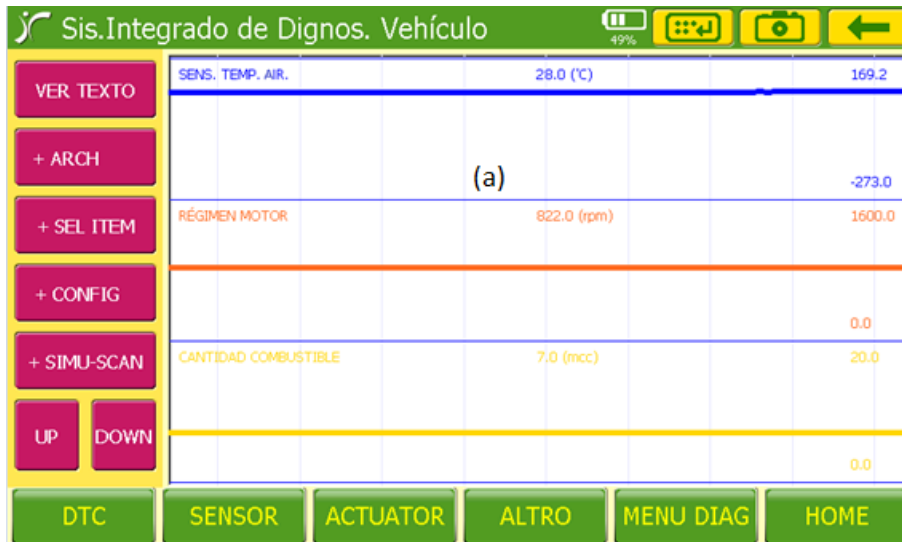 Sis.Integrado de Dignos. Vehículo
49%
VER TEXTO
+ ARCH
+ SEL ITEM
+ CONFIG
+ SIMU-SCAN
UP DOWN
SENS. TEMP. AIR. 28.0 (℃) 169.2
(a)
-273.0
RÉGIMEN MOTOR 822.0 (rpm) 1600.0
0.0
CANTIDAD COMBUSTIBLE 7.0 (mcc) 20.0
0.0
DTC SENSOR ACTUATOR ALTRO MENU DIAG HOME